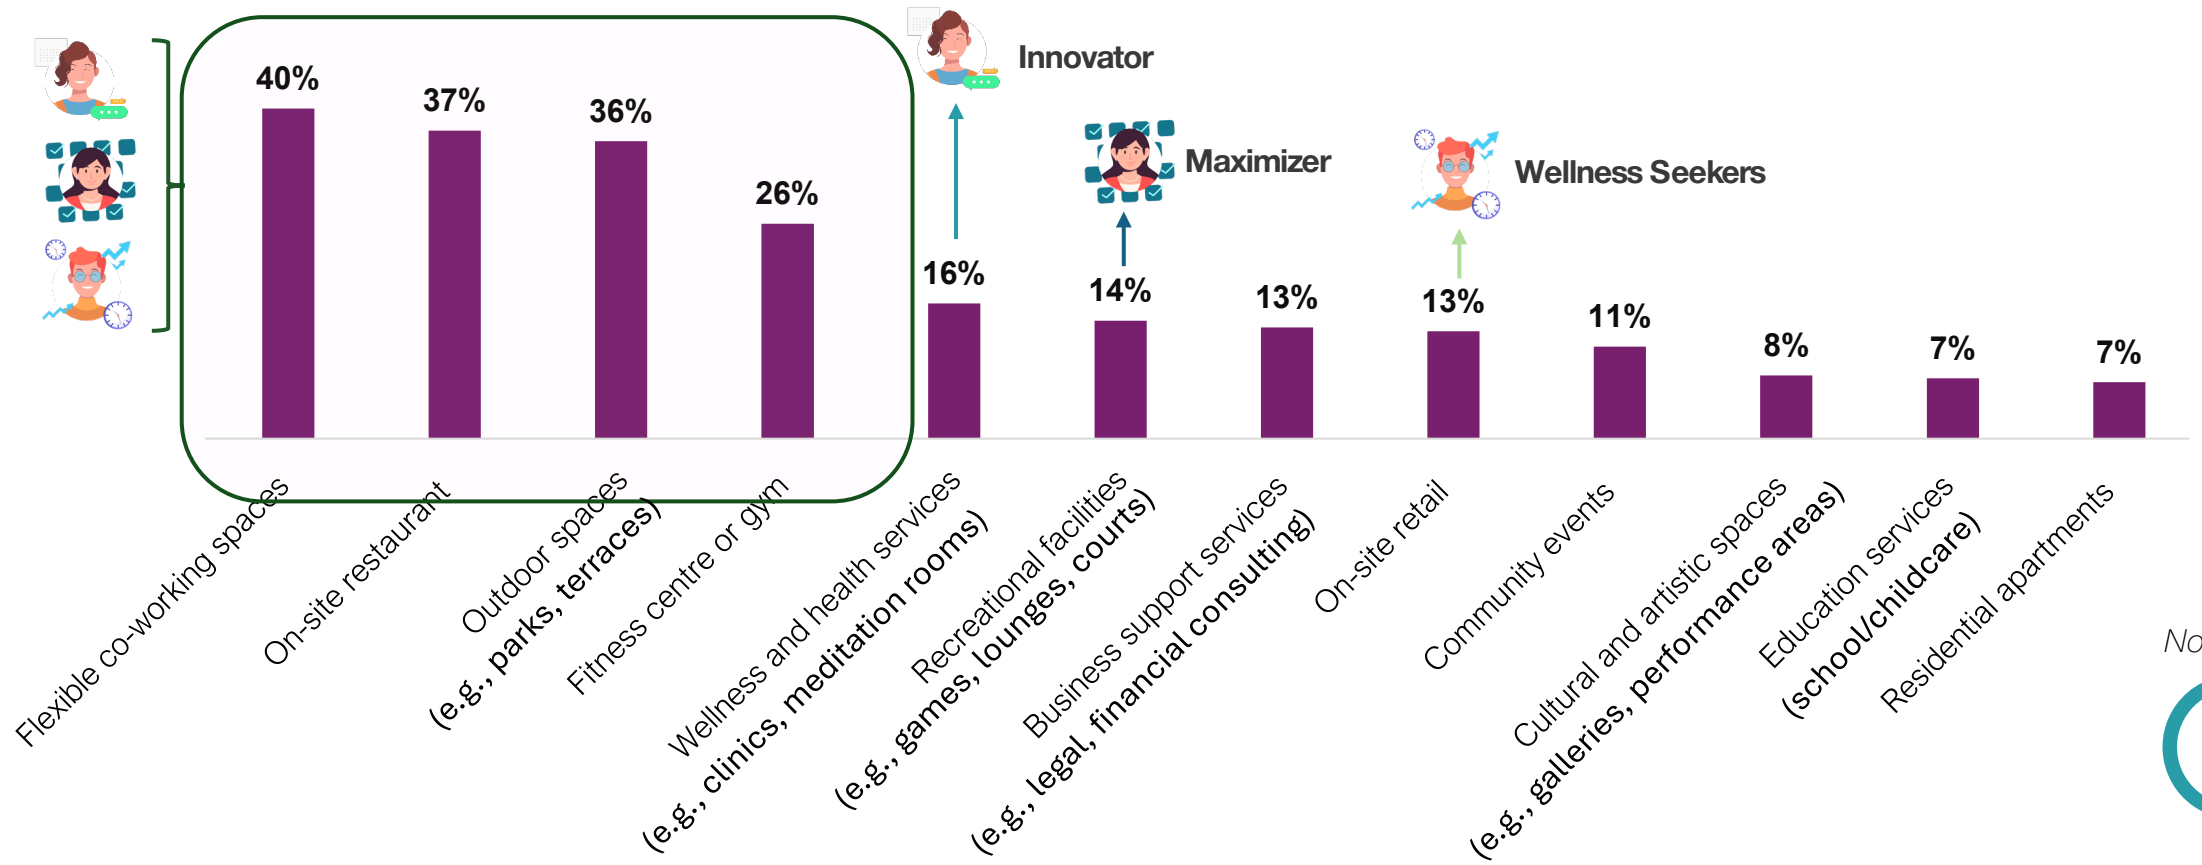 Innovator
Maximizer
Wellness Seekers
40%
37%
36%
26%
16%
14%
13%
13%
11%
8%
7%
7%
Flexible co-working spaces
On-site restaurant
Outdoor spaces
(e.g., parks, terraces)
Fitness centre or gym
Wellness and health services
(e.g., clinics, meditation rooms)
Recreational facilities
(e.g., games, lounges, courts)
Business support services
(e.g., legal, financial consulting)
On-site retail
Community events
Cultural and artistic spaces
(e.g., galleries, performance areas)
Education services
(school/childcare)
Residential apartments
No